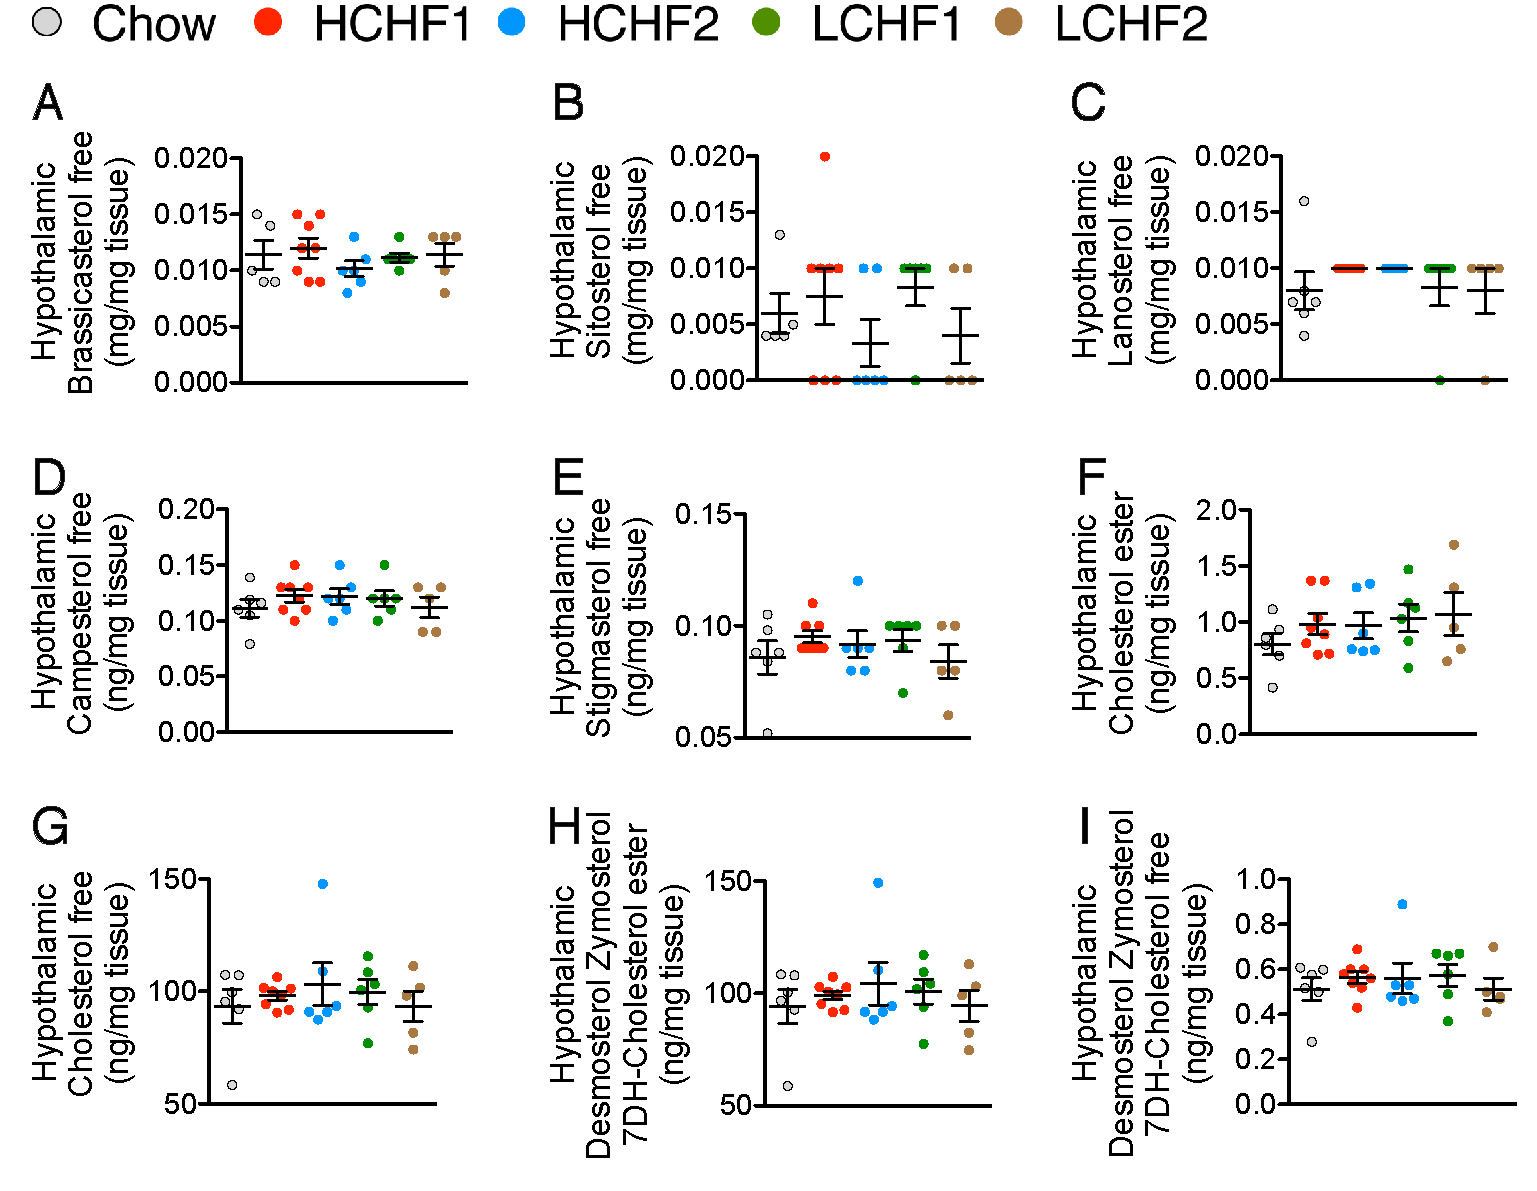 Chow HCHF1 HCHF2 LCHF1 LCHF2
A
Hypothalamic
Brassicasterol free
(mg/mg tissue)
0.020
0.015
0.010
0.005
0.000
B
Hypothalamic
Sitosterol free
(mg/mg tissue)
0.020
0.015
0.010
0.005
0.000
C
Hypothalamic
Lanosterol free
(mg/mg tissue)
0.020
0.015
0.010
0.005
0.000
D
Hypothalamic
Campesterol free
(ng/mg tissue)
0.20
0.15
0.10
0.05
0.00
E
Hypothalamic
Stigmasterol free
(ng/mg tissue)
0.15
0.10
0.05
F
Hypothalamic
Cholesterol ester
(ng/mg tissue)
2.0
1.5
1.0
0.5
0.0
G
Hypothalamic
Cholesterol free
(ng/mg tissue)
150
100
50
H
Hypothalamic
Desmosterol Zymosterol
7DH-Cholesterol ester
(ng/mg tissue)
150
100
50
I
Hypothalamic
Desmosterol Zymosterol
7DH-Cholesterol free
(ng/mg tissue)
1.0
0.8
0.6
0.4
0.2
0.0